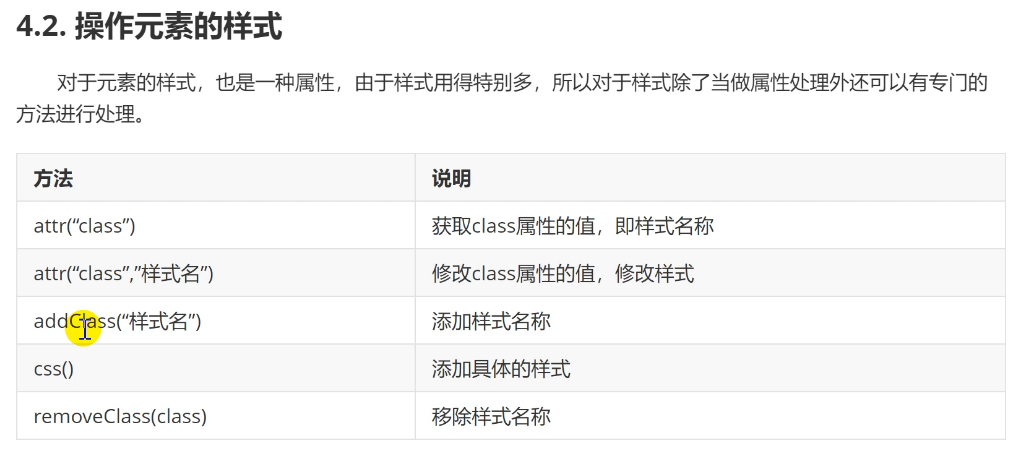 4.2. 操作元素的样式
对于元素的样式，也是一种属性，由于样式用得特别多，所以对于样式除了当做属性处理外还可以有专门的
方法进行处理。
方法 说明
attr(“class”) 获取class属性的值，即样式名称
attr(“class”,”样式名”) 修改class属性的值，修改样式
addClass(“样式名”) 添加样式名称
css() 添加具体的样式
removeClass(class) 移除样式名称